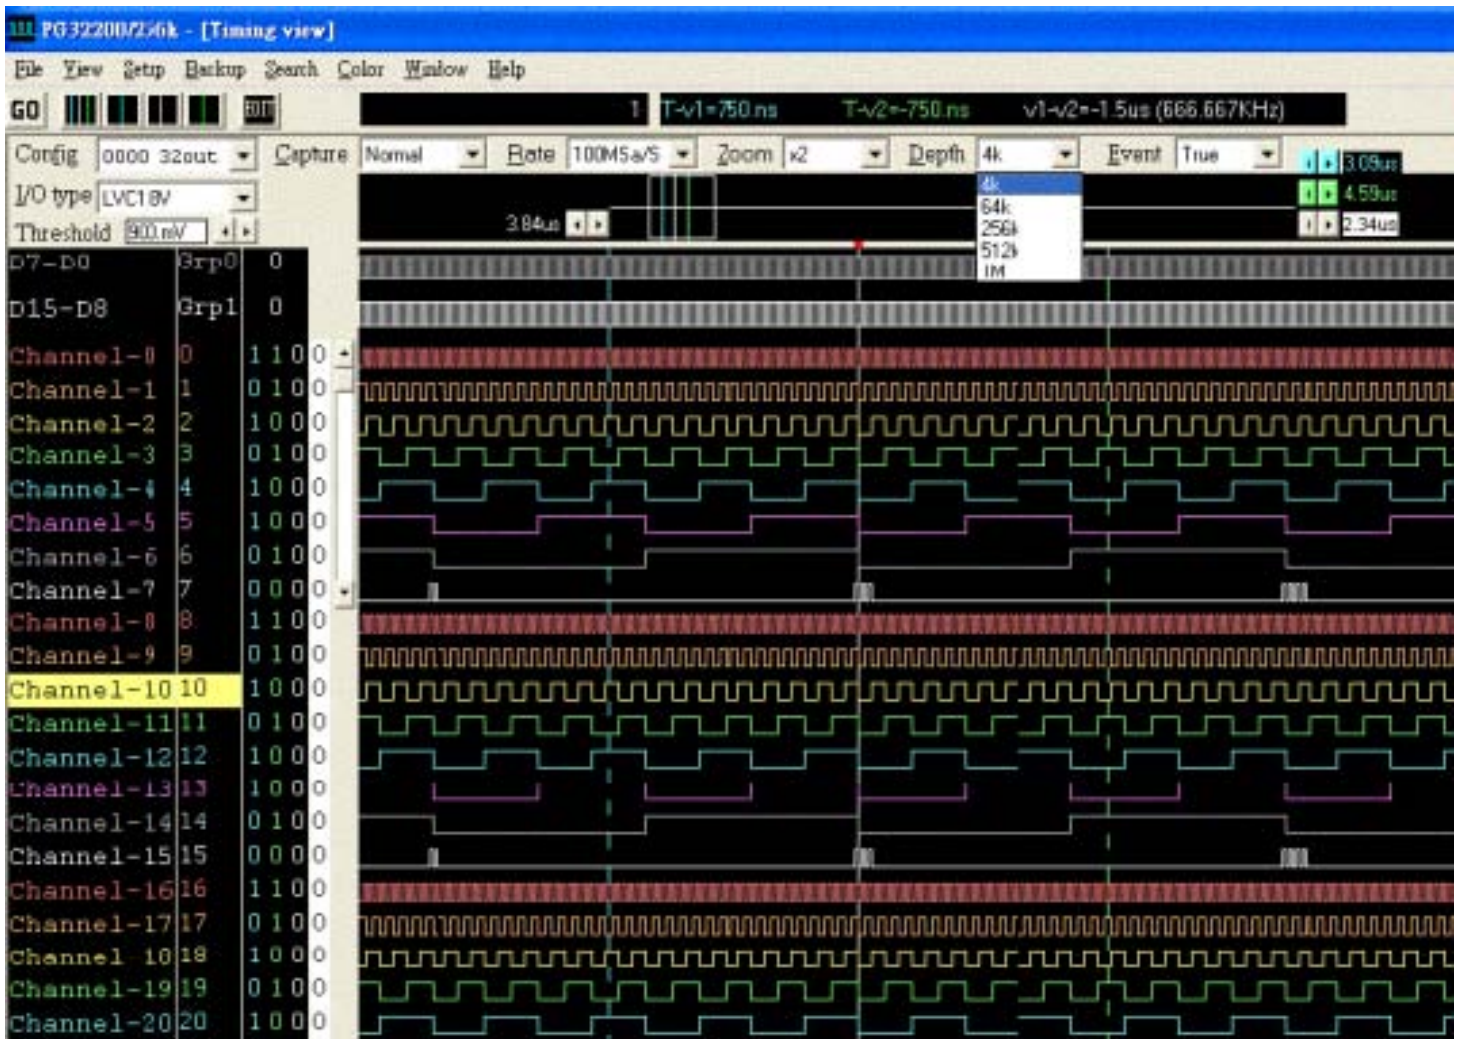 PG32200/256k - [Timing view]
File View Setup Backup Search Color Window Help
GO EDIT 1 T-v1=750 ns T-v2=-750 ns v1-v2=-1.5us (666.667KHz)
Config 0000 32out Capture Normal Rate 100MSa/S Zoom x2 Depth 4k Event True 3.09us
I/O type LVC18V 4k 4.59us
Threshold 900.mV 3.84us 64k 2.34us
256k
512k
1M
D7-D0 Grp0 0
D15-D8 Grp1 0
Channel-0 0 1 1 0 0
Channel-1 1 0 1 0 0
Channel-2 2 1 0 0 0
Channel-3 3 0 1 0 0
Channel-4 4 1 0 0 0
Channel-5 5 1 0 0 0
Channel-6 6 0 1 0 0
Channel-7 7 0 0 0 0
Channel-8 8 1 1 0 0
Channel-9 9 0 1 0 0
Channel-10 10 1 0 0 0
Channel-11 11 0 1 0 0
Channel-12 12 1 0 0 0
Channel-13 13 1 0 0 0
Channel-14 14 0 1 0 0
Channel-15 15 0 0 0 0
Channel-16 16 1 1 0 0
Channel-17 17 0 1 0 0
Channel-18 18 1 0 0 0
Channel-19 19 0 1 0 0
Channel-20 20 1 0 0 0